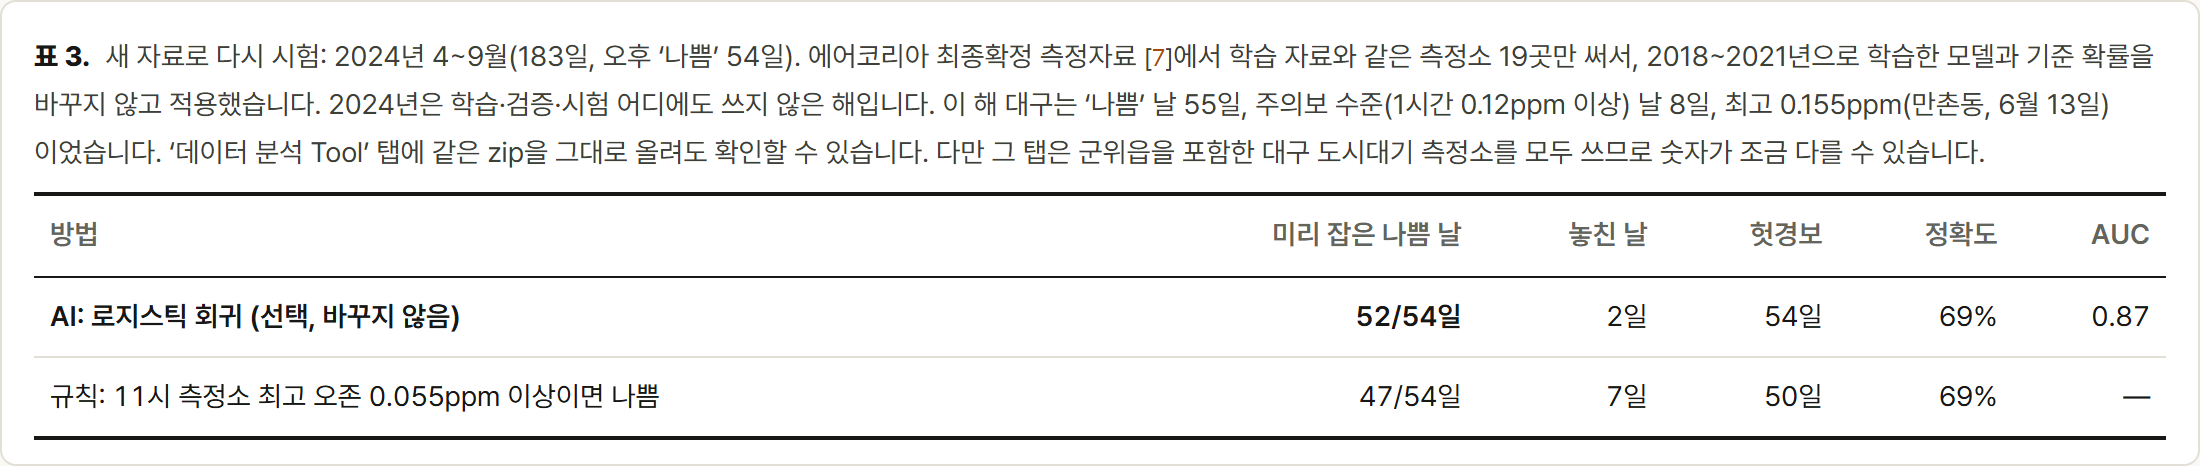 표 3. 새 자료로 다시 시험: 2024년 4~9월(183일, 오후 ‘나쁨’ 54일). 에어코리아 최종확정 측정자료 [7]에서 학습 자료와 같은 측정소 19곳만 써서, 2018~2021년으로 학습한 모델과 기준 확률을
바꾸지 않고 적용했습니다. 2024년은 학습·검증·시험 어디에도 쓰지 않은 해입니다. 이 해 대구는 ‘나쁨’ 날 55일, 주의보 수준(1시간 0.12ppm 이상) 날 8일, 최고 0.155ppm(만촌동, 6월 13일)
이었습니다. ‘데이터 분석 Tool’ 탭에 같은 zip을 그대로 올려도 확인할 수 있습니다. 다만 그 탭은 군위읍을 포함한 대구 도시대기 측정소를 모두 쓰므로 숫자가 조금 다를 수 있습니다.
방법 미리 잡은 나쁨 날 놓친 날 헛경보 정확도 AUC
AI: 로지스틱 회귀 (선택, 바꾸지 않음) 52/54일 2일 54일 69% 0.87
규칙: 11시 측정소 최고 오존 0.055ppm 이상이면 나쁨 47/54일 7일 50일 69% —